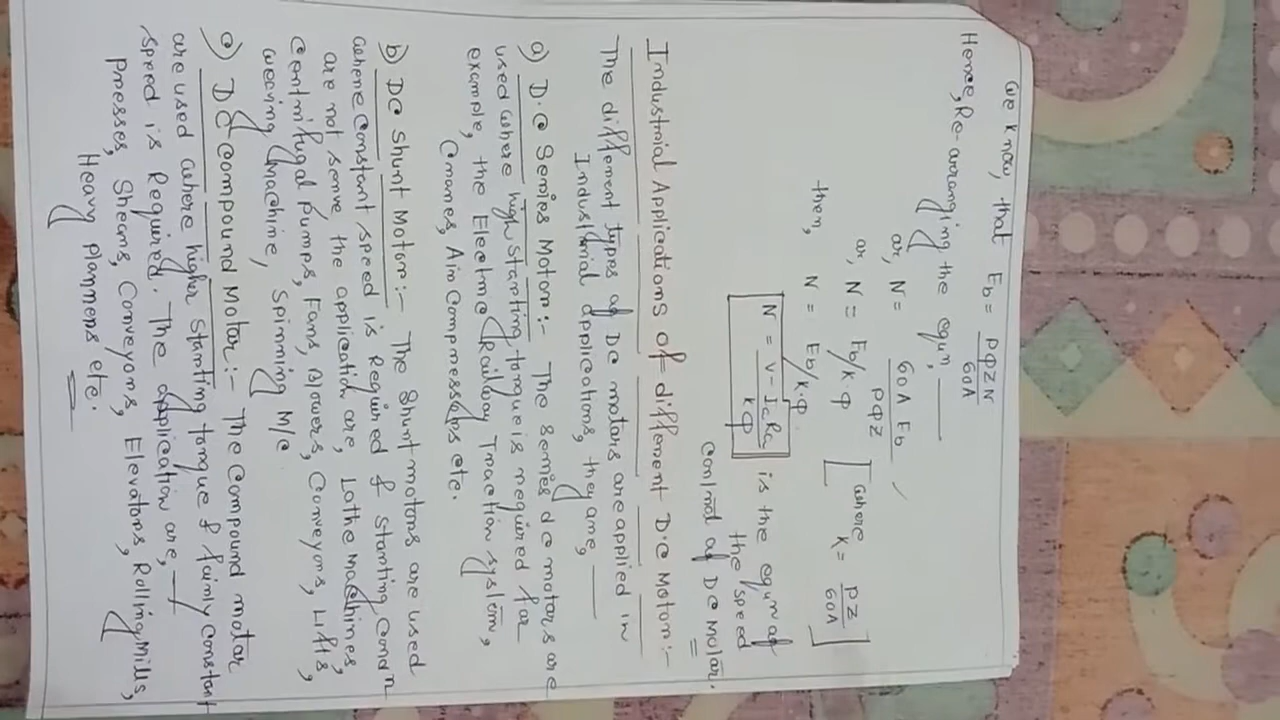 we know, that Eb = PΦZN / 60A
Here, Re-arranging the equn,
or, N = 60A Eb / PΦZ
or, N = Eb/K.Φ [where K = PZ / 60A]
then, N = Eb/K.Φ
N = V - IaRa / KΦ is the equn of
the speed
control of DC Motor.
Industrial Applications of different D.C Motor:-
The different types of DC motors are applied in
Industrial applications, they are,
a) D.C Series Motor:- The series dc motors are
used where high starting torque is required for
example, the Electric Railway Traction system,
Cranes, Air Compressors etc.
b) DC Shunt Motor:- The Shunt motors are used
where constant speed is Required & starting condn
are not serve, the application are, Lathe machines,
Centrifugal Pumps, Fans, Blowers, Conveyors, Lifts,
weaving Machine, Spinning M/c
c) DC Compound Motor:- The Compound motor
are used where higher starting torque & fairly constant
speed is Required. The application are,
Presses, Shears, Conveyors, Elevators, Rolling Mills,
Heavy Planners etc.